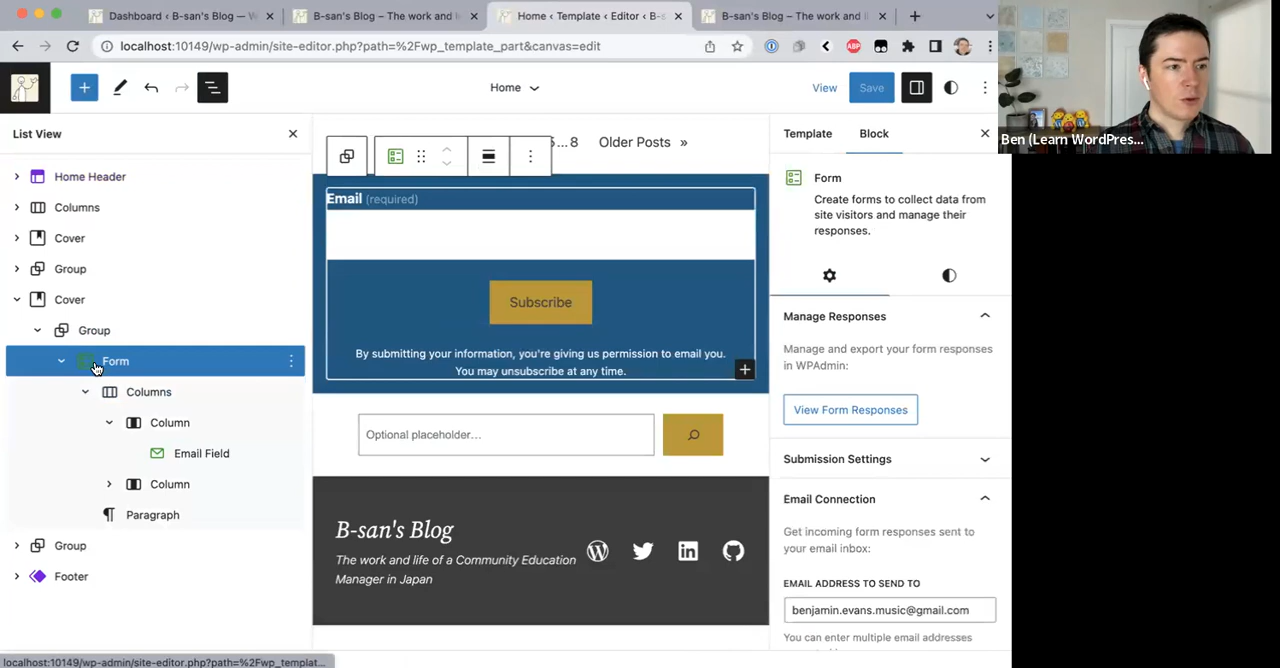 Dashboard ‹ B-san's Blog — W
B-san's Blog – The work and l
Home ‹ Template ‹ Editor ‹ B-s
B-san's Blog – The work and l
localhost:10149/wp-admin/site-editor.php?path=%2Fwp_template_part&canvas=edit
ABP
Home
View
Save
Ben (Learn WordPres...
List View
Home Header
Columns
Cover
Group
Cover
Group
Form
Columns
Column
Email Field
Column
Paragraph
Group
Footer
...8 Older Posts »
Email (required)
Subscribe
By submitting your information, you're giving us permission to email you.
You may unsubscribe at any time.
Optional placeholder...
B-san's Blog
The work and life of a Community Education
Manager in Japan
Template
Block
Form
Create forms to collect data from
site visitors and manage their
responses.
Manage Responses
Manage and export your form responses
in WPAdmin:
View Form Responses
Submission Settings
Email Connection
Get incoming form responses sent to
your email inbox:
EMAIL ADDRESS TO SEND TO
benjamin.evans.music@gmail.com
You can enter multiple email addresses
localhost:10149/wp-admin/site-editor.php?path=%2Fwp_templat...